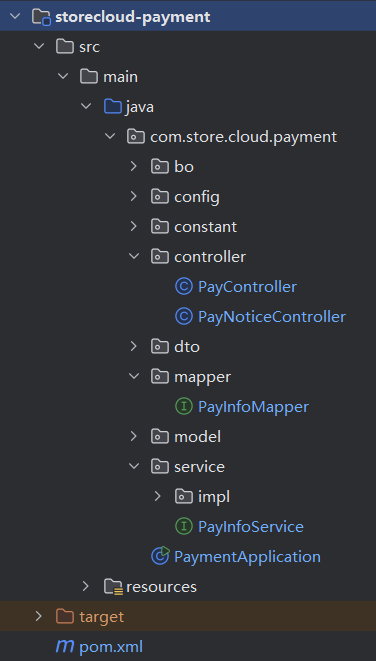 storecloud-payment
src
main
java
com.store.cloud.payment
bo
config
constant
controller
PayController
PayNoticeController
dto
mapper
PayInfoMapper
model
service
impl
PayInfoService
PaymentApplication
resources
target
pom.xml